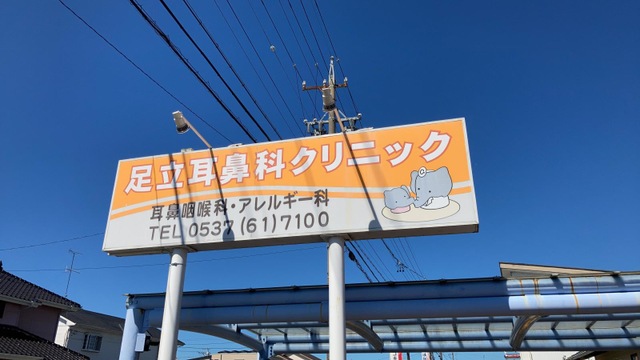 足立耳鼻科クリニック
耳鼻咽喉科・アレルギー科
TEL 0537 (61) 7100